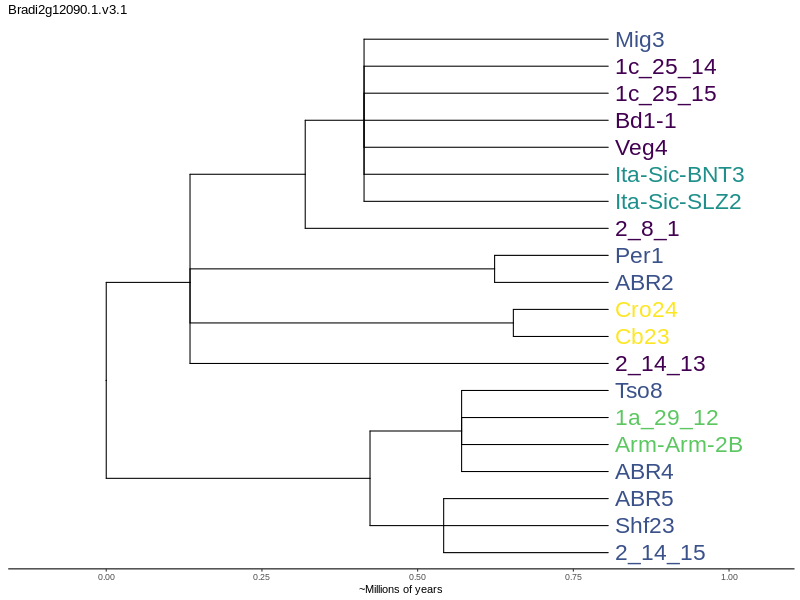 Bradi2g12090.1.v3.1
Mig3
1c_25_14
1c_25_15
Bd1-1
Veg4
Ita-Sic-BNT3
Ita-Sic-SLZ2
2_8_1
Per1
ABR2
Cro24
Cb23
2_14_13
Tso8
1a_29_12
Arm-Arm-2B
ABR4
ABR5
Shf23
2_14_15
0.00 0.25 0.50 0.75 1.00
~Millions of years